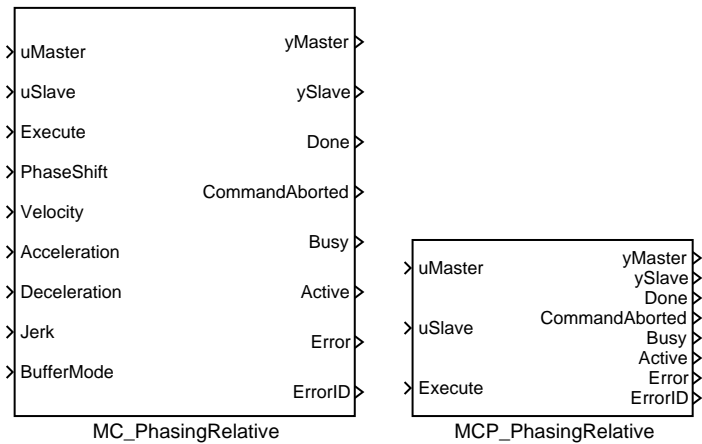 uMaster
uSlave
Execute
PhaseShift
Velocity
Acceleration
Deceleration
Jerk
BufferMode
yMaster
ySlave
Done
CommandAborted
Busy
Active
Error
ErrorID
MC_PhasingRelative
uMaster
uSlave
Execute
yMaster
ySlave
Done
CommandAborted
Busy
Active
Error
ErrorID
MCP_PhasingRelative